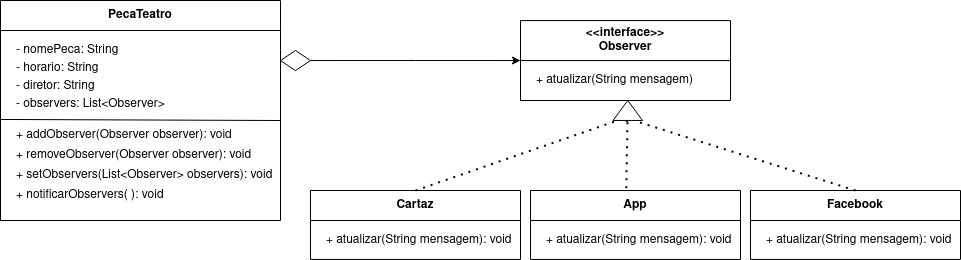 PecaTeatro
- nomePeca: String
- horario: String
- diretor: String
- observers: List<Observer>
+ addObserver(Observer observer): void
+ removeObserver(Observer observer): void
+ setObservers(List<Observer> observers): void
+ notificarObservers( ): void
<<interface>>
Observer
+ atualizar(String mensagem)
Cartaz
+ atualizar(String mensagem): void
App
+ atualizar(String mensagem): void
Facebook
+ atualizar(String mensagem): void